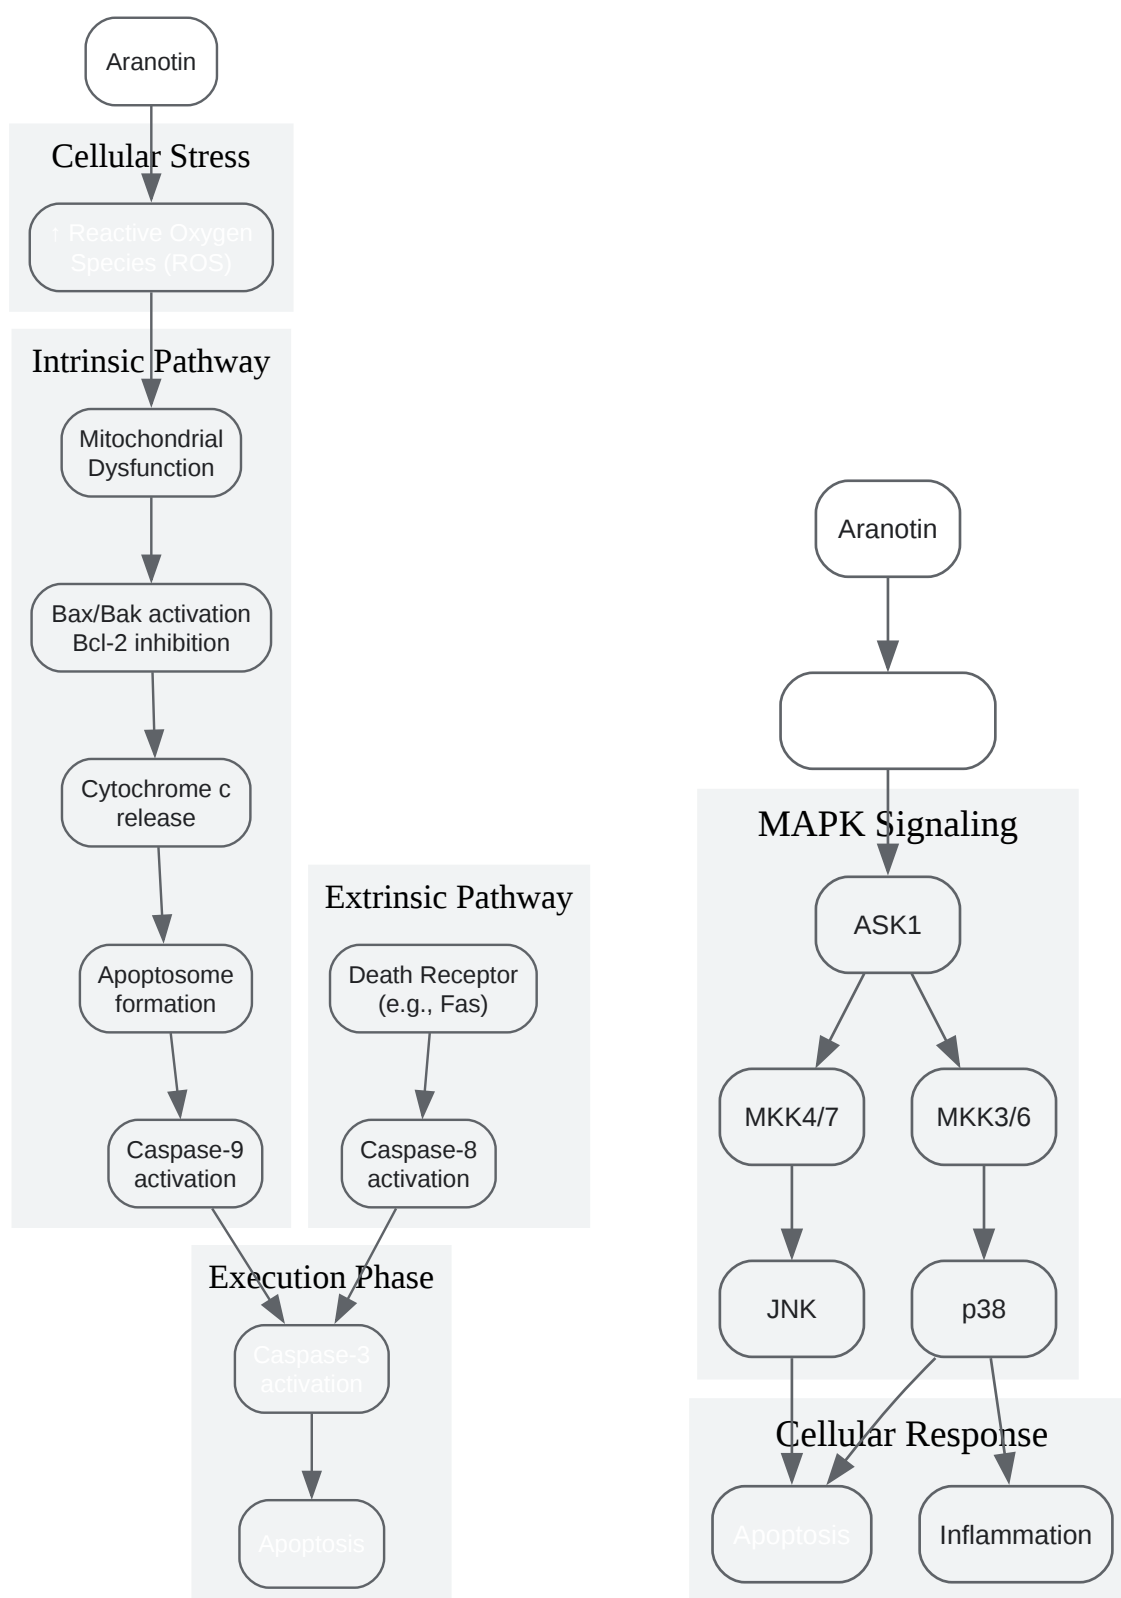 Aranotin
Cellular Stress
↑ Reactive Oxygen
Species (ROS)
Intrinsic Pathway
Mitochondrial
Dysfunction
Bax/Bak activation
Bcl-2 inhibition
Cytochrome c
release
Apoptosome
formation
Caspase-9
activation
Extrinsic Pathway
Death Receptor
(e.g., Fas)
Caspase-8
activation
Execution Phase
Caspase-3
activation
Apoptosis
Aranotin
MAPK Signaling
ASK1
MKK4/7
MKK3/6
JNK
p38
Cellular Response
Apoptosis
Inflammation